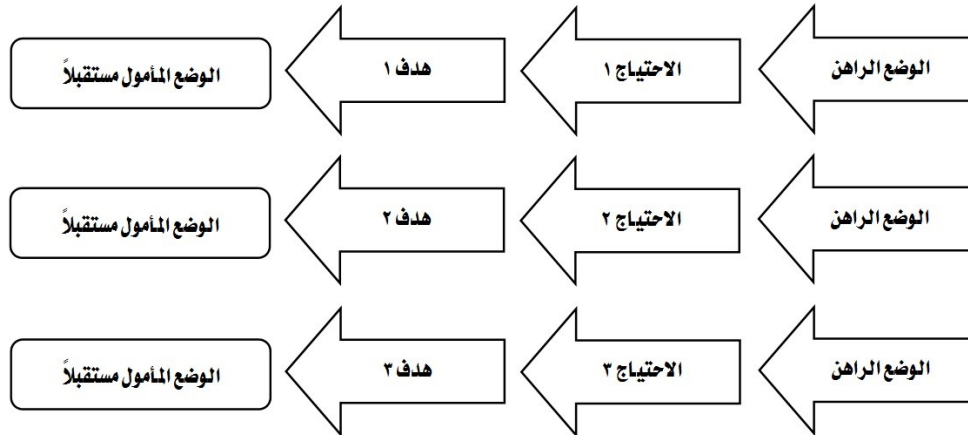 الوضع الراهن
الاحتياج ١
هدف ١
الوضع المأمول مستقبلاً
الوضع الراهن
الاحتياج ٢
هدف ٢
الوضع المأمول مستقبلاً
الوضع الراهن
الاحتياج ٣
هدف ٣
الوضع المأمول مستقبلاً